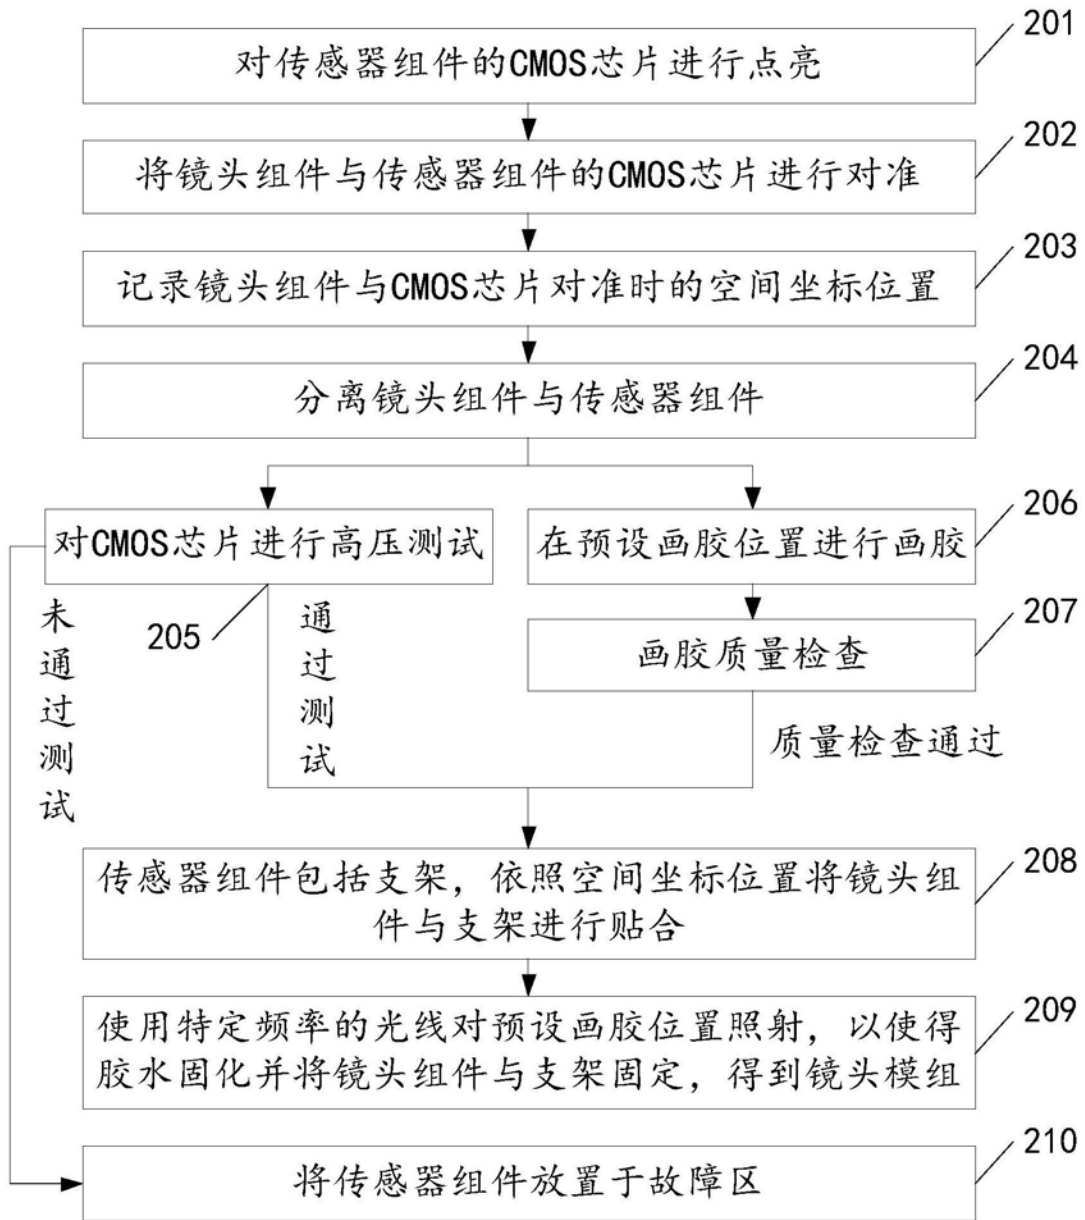 201
对传感器组件的CMOS芯片进行点亮
202
将镜头组件与传感器组件的CMOS芯片进行对准
203
记录镜头组件与CMOS芯片对准时的空间坐标位置
204
分离镜头组件与传感器组件
对CMOS芯片进行高压测试
205
未通过测试
通过测试
206
在预设画胶位置进行画胶
207
画胶质量检查
质量检查通过
208
传感器组件包括支架，依照空间坐标位置将镜头组
件与支架进行贴合
209
使用特定频率的光线对预设画胶位置照射，以使得
胶水固化并将镜头组件与支架固定，得到镜头模组
210
将传感器组件放置于故障区